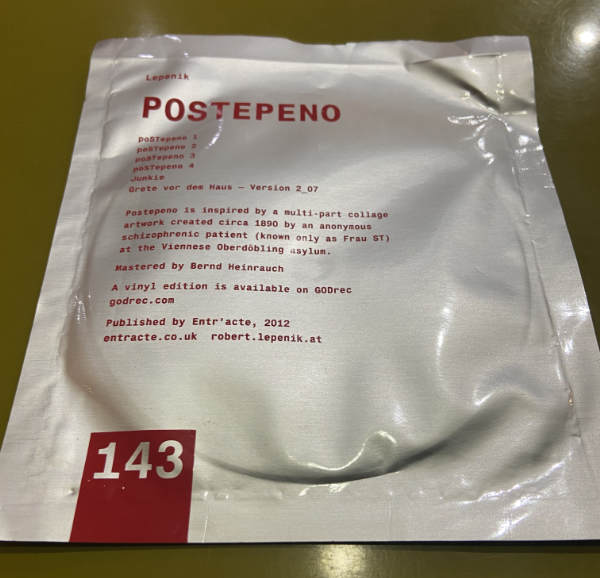 Lepenik
POSTEPENO
poSTepeno 1
poSTepeno 2
poSTepeno 3
poSTepeno 4
Junkie
Grete vor dem Haus — Version 2_07
Postepeno is inspired by a multi-part collage
artwork created circa 1890 by an anonymous
schizophrenic patient (known only as Frau ST)
at the Viennese Oberdöbling asylum.
Mastered by Bernd Heinrauch
A vinyl edition is available on GODrec
godrec.com
Published by Entr'acte, 2012
entracte.co.uk robert.lepenik.at
143